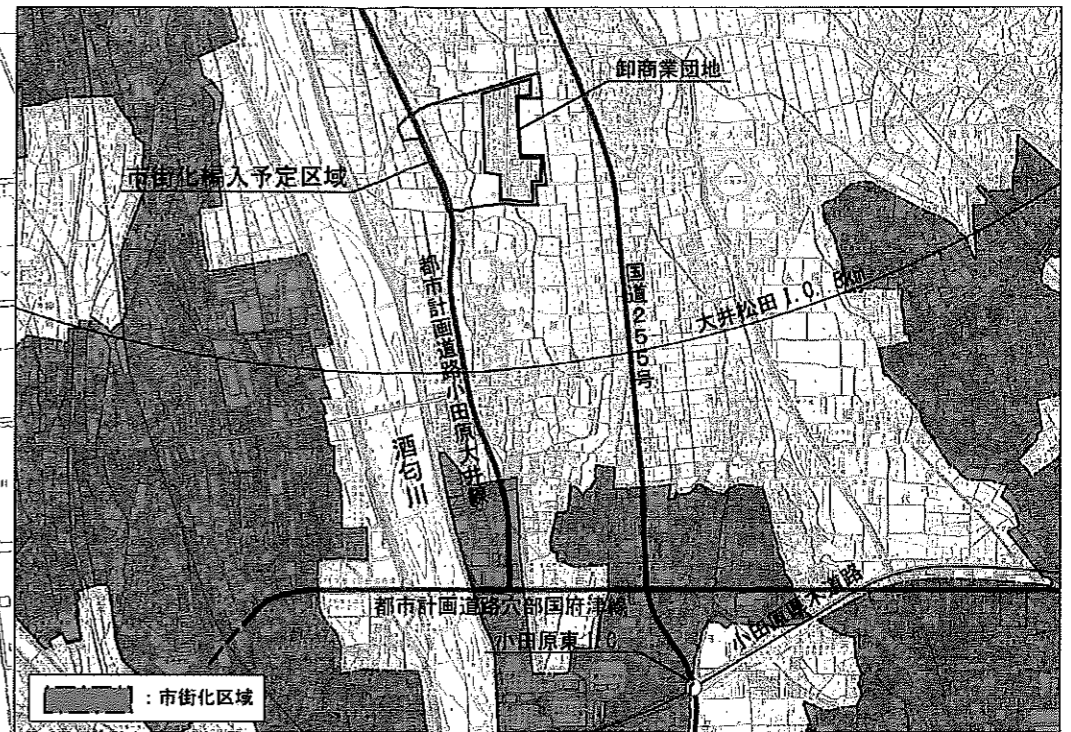 卸商業団地
市街化編入予定区域
都市計画道路小田原大井線
国道255号
大井松田 I.C. 6km
酒匂川
都市計画道路穴部国府津線
小田原厚木道路
小田原東 I.C
：市街化区域